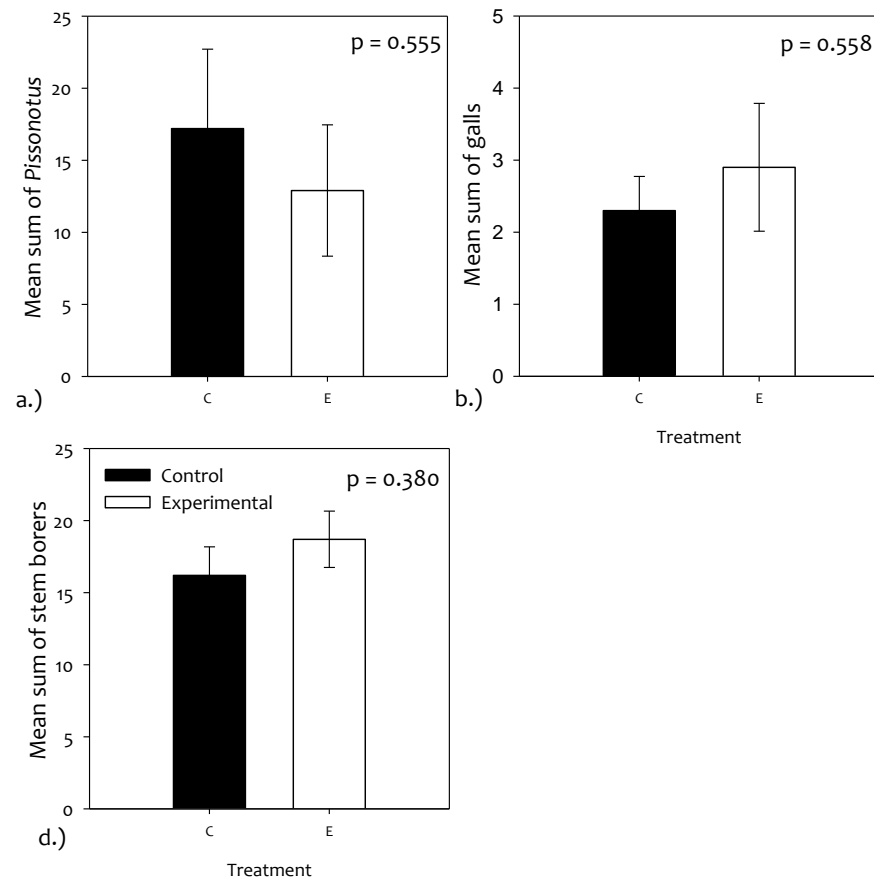 25
20
15
10
5
0
Mean sum of Pissonotus
p = 0.555
C
E
a.)
5
4
3
2
1
0
Mean sum of galls
p = 0.558
C
E
b.)
Treatment
25
20
15
10
5
0
Mean sum of stem borers
Control
Experimental
p = 0.380
C
E
d.)
Treatment